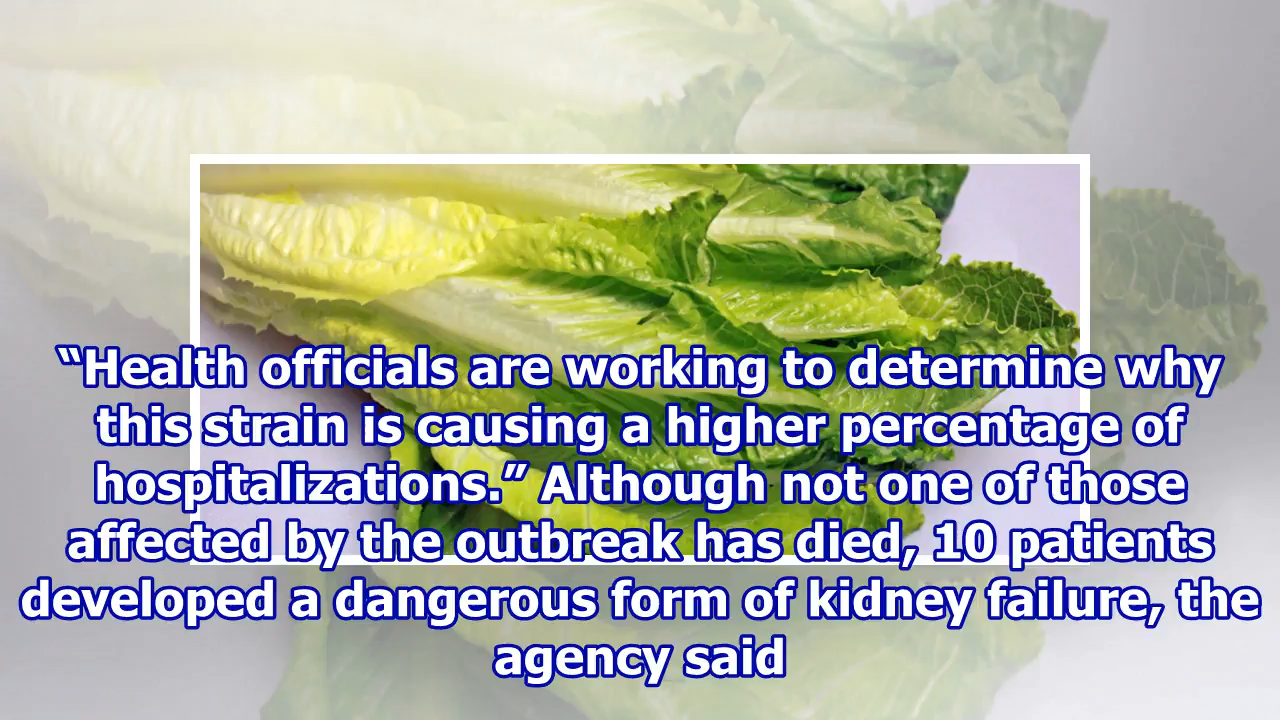 “Health officials are working to determine why
this strain is causing a higher percentage of
hospitalizations.” Although not one of those
affected by the outbreak has died, 10 patients
developed a dangerous form of kidney failure, the
agency said